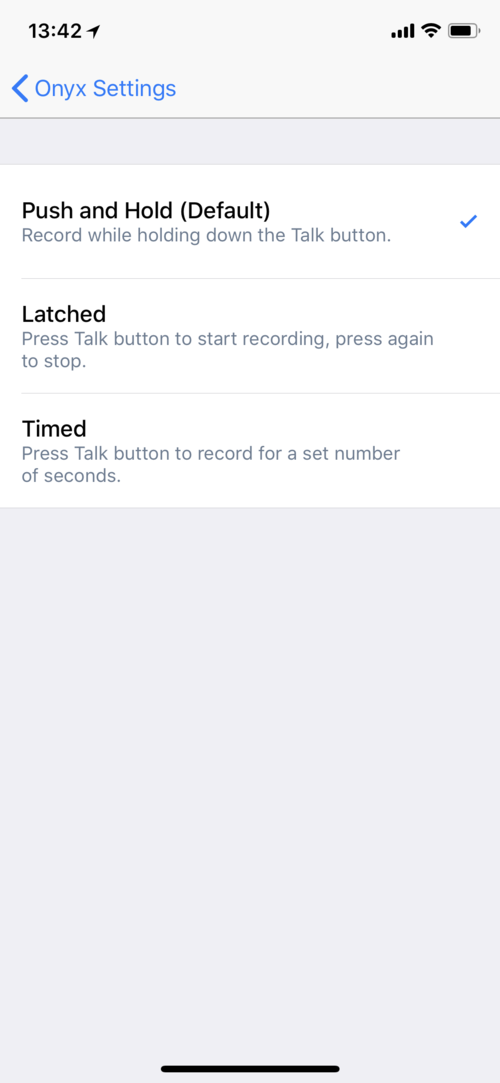 13:42
Onyx Settings
Push and Hold (Default)
Record while holding down the Talk button.
Latched
Press Talk button to start recording, press again
to stop.
Timed
Press Talk button to record for a set number
of seconds.